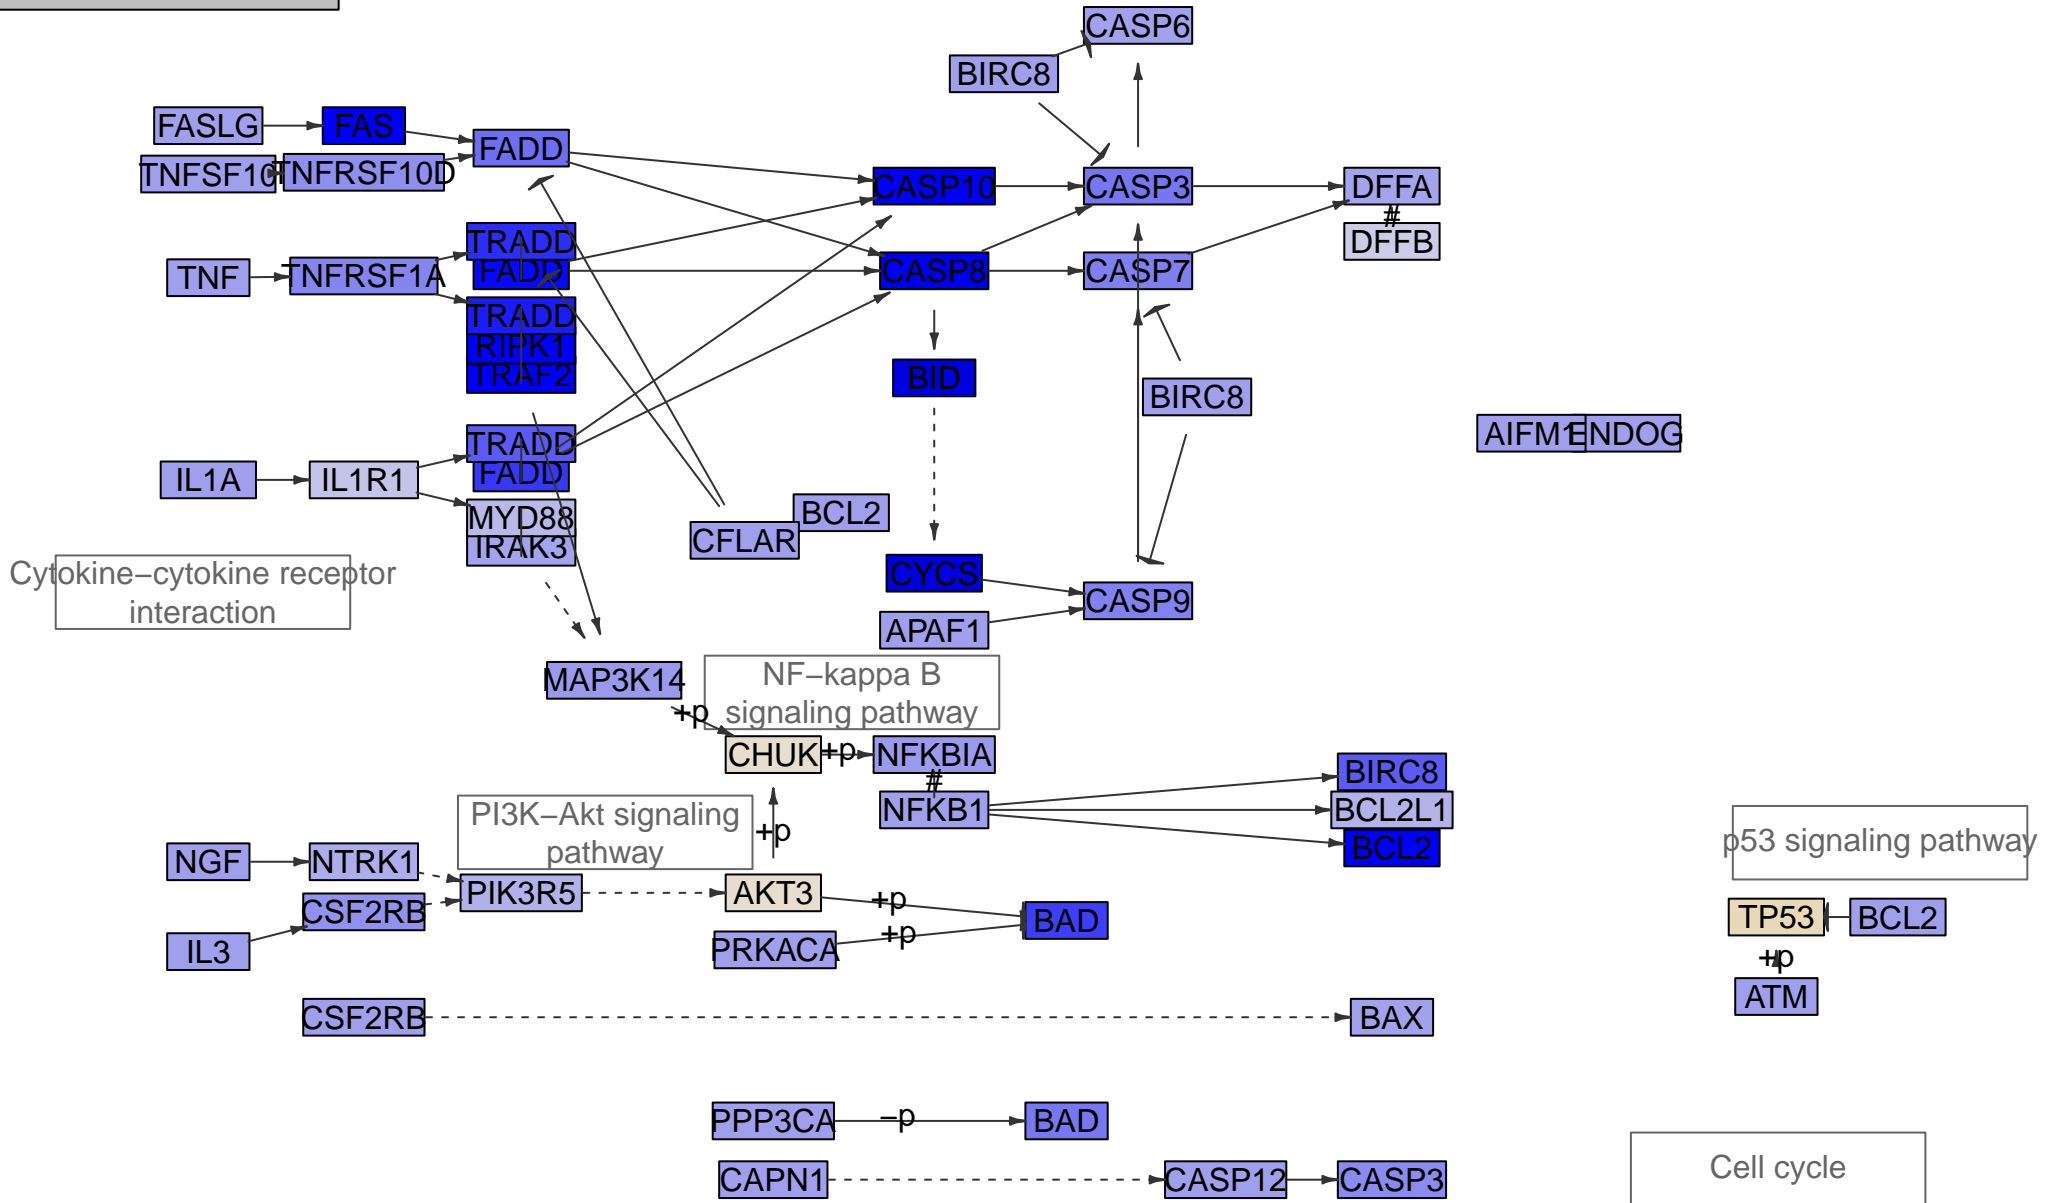 CASP6
BIRC8
FASLG
FAS
FADD
TNFSF10
TNFRSF10D
CASP10
CASP3
DFFA
#
DFFB
TRADD
FADD
TNF
TNFRSF1A
CASP8
CASP7
TRADD
RIPK1
TRAF2
BID
BIRC8
TRADD
FADD
AIFM1
ENDOG
IL1A
IL1R1
MYD88
IRAK3
BCL2
CFLAR
Cytokine−cytokine receptor
interaction
CYCS
CASP9
APAF1
MAP3K14
NF−kappa B
signaling pathway
+p
CHUK
+p
NFKBIA
#
NFKB1
BIRC8
BCL2L1
BCL2
PI3K−Akt signaling
pathway
+p
p53 signaling pathway
NGF
NTRK1
PIK3R5
AKT3
+p
CSF2RB
BAD
TP53
BCL2
IL3
PRKACA
+p
+p
ATM
CSF2RB
BAX
PPP3CA
−p
BAD
CAPN1
CASP12
CASP3
Cell cycle